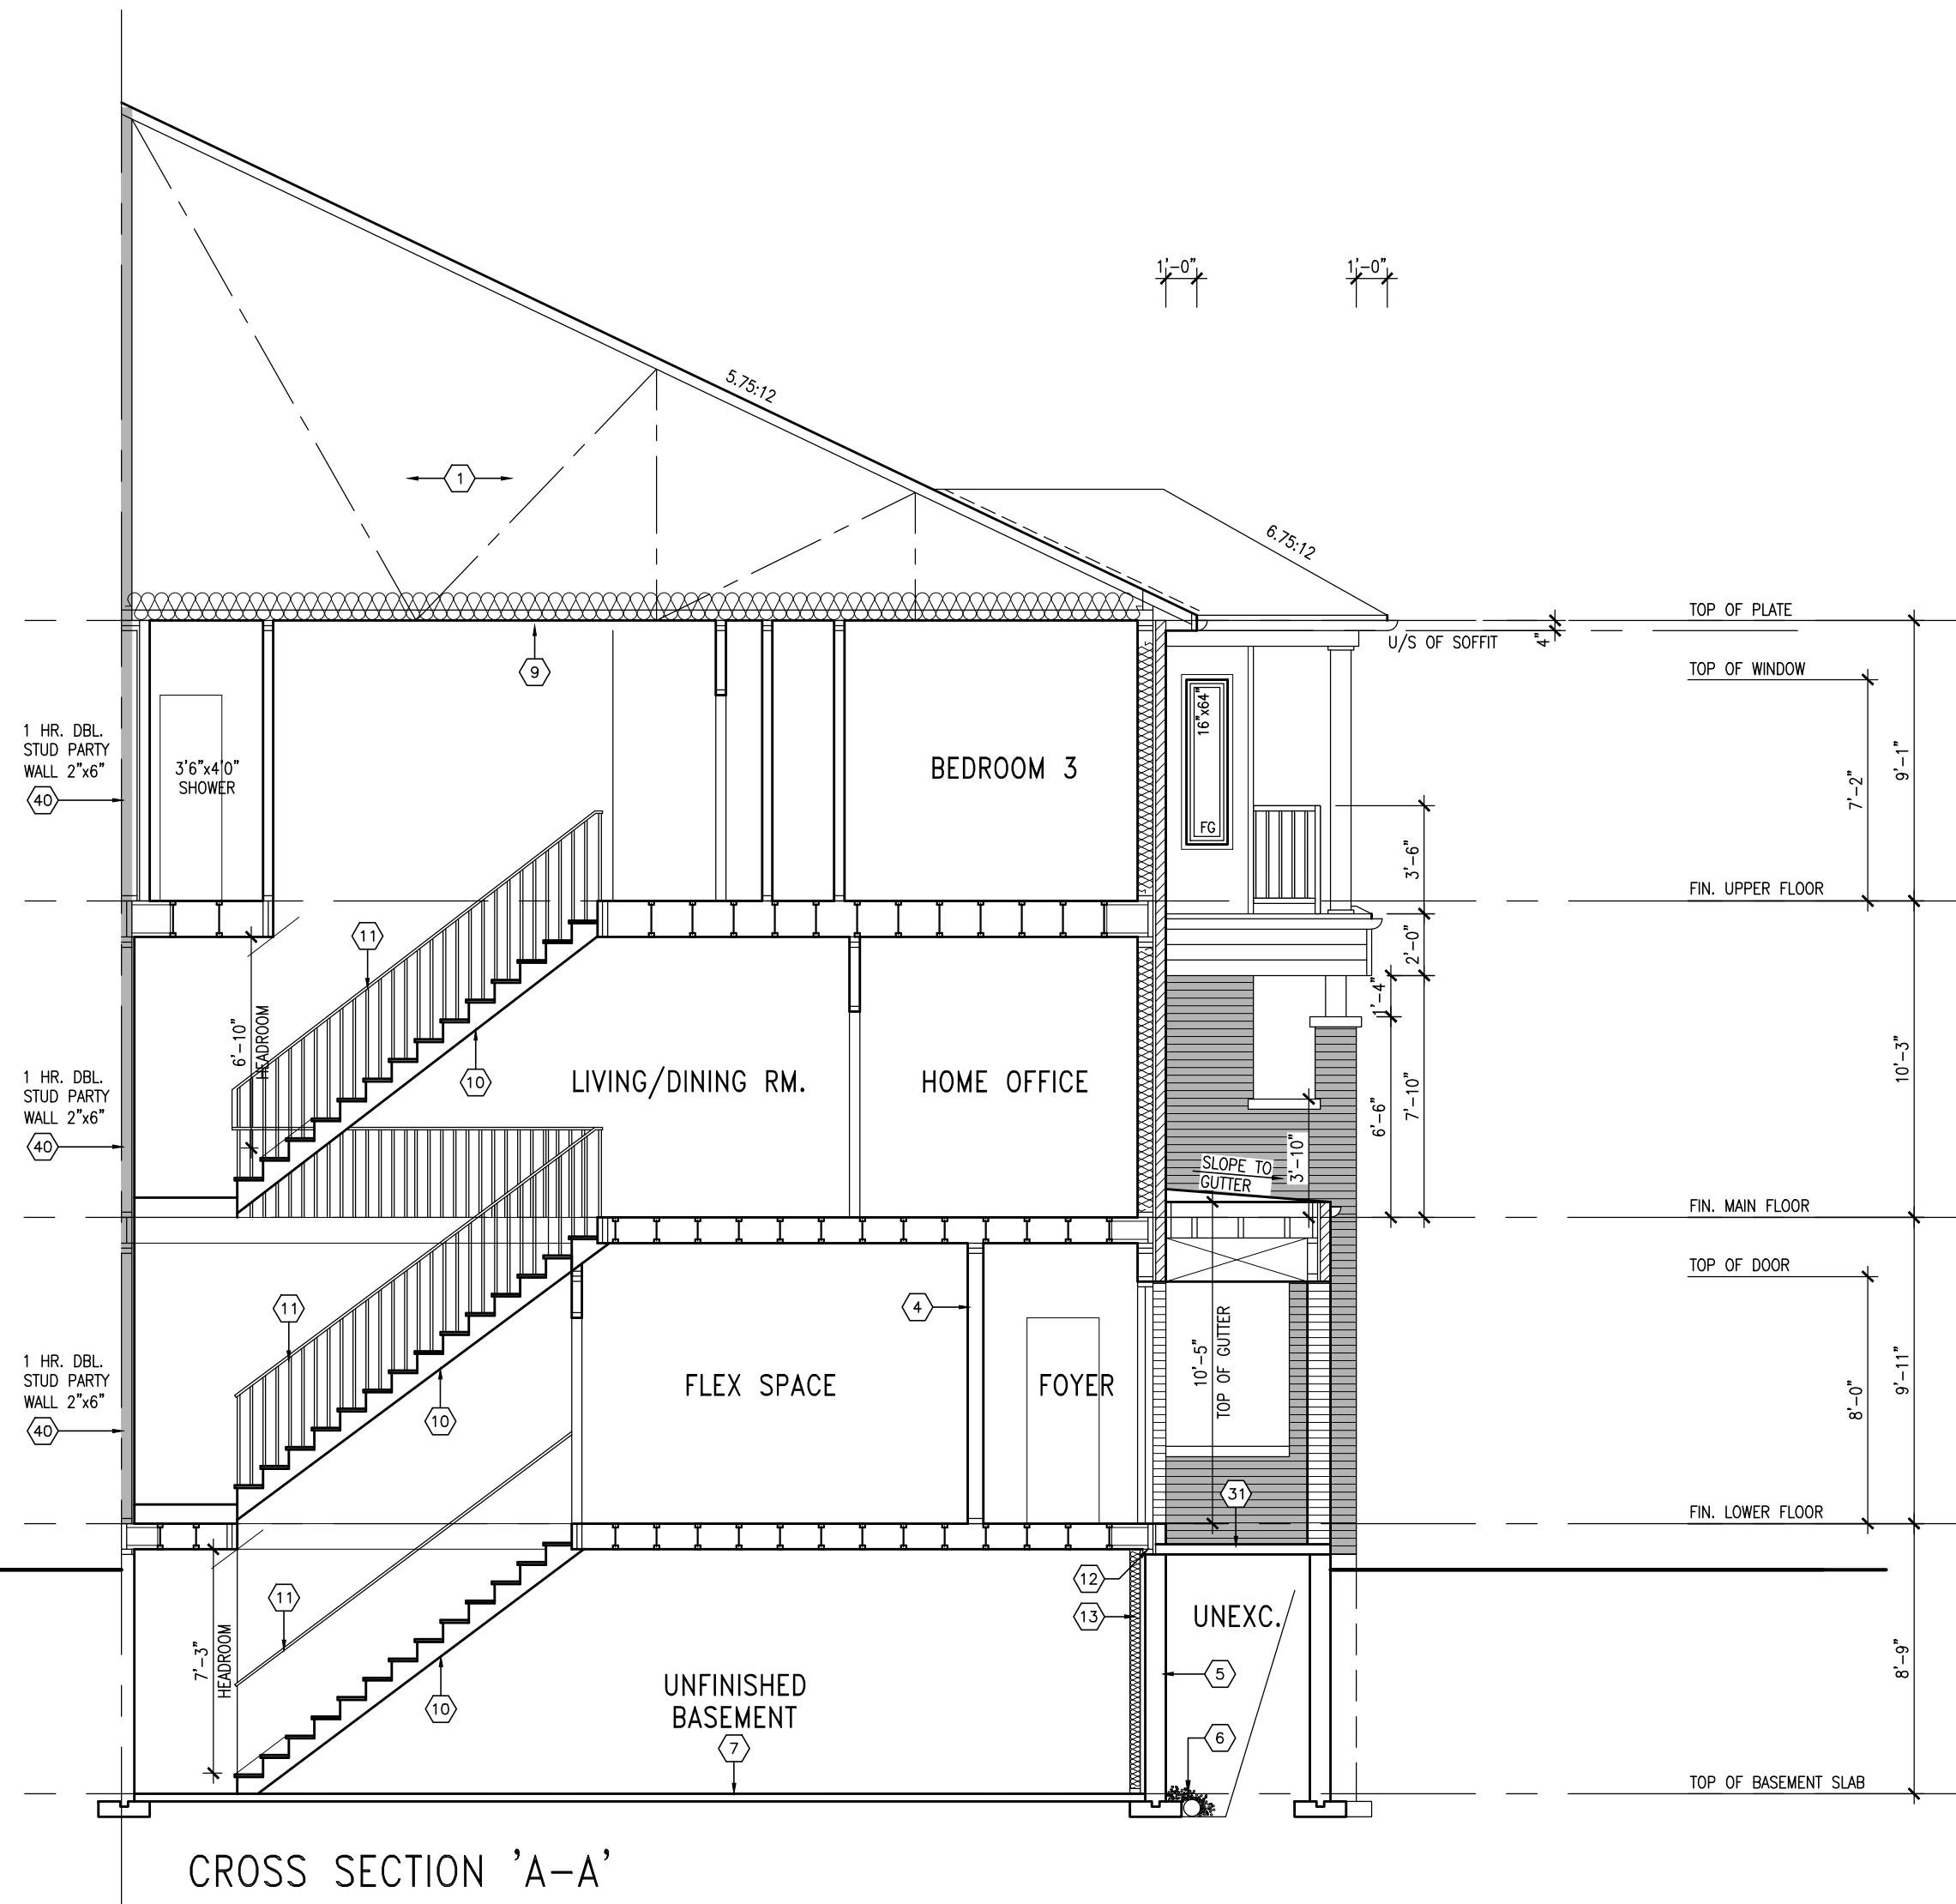 1'-0" 1'-0"
5.75:12
6.75:12
1
TOP OF PLATE
U/S OF SOFFIT
4"
TOP OF WINDOW
9
16"x64"
FG
1 HR. DBL.
STUD PARTY
WALL 2"x6"
40
3'6"x4'0"
SHOWER
BEDROOM 3
7'-2"
9'-1"
3'-6"
FIN. UPPER FLOOR
11
2'-0"
1'-4"
6'-10"
HEADROOM
10
1 HR. DBL.
STUD PARTY
WALL 2"x6"
40
LIVING/DINING RM.
HOME OFFICE
6'-6"
7'-10"
10'-3"
3'-10"
SLOPE TO
GUTTER
FIN. MAIN FLOOR
TOP OF DOOR
11
4
1 HR. DBL.
STUD PARTY
WALL 2"x6"
40
10
FLEX SPACE
FOYER
10'-5"
TOP OF GUTTER
8'-0"
9'-11"
31
FIN. LOWER FLOOR
12
11
13
UNEXC.
7'-3"
HEADROOM
10
UNFINISHED
BASEMENT
5
8'-9"
7
6
TOP OF BASEMENT SLAB
CROSS SECTION 'A-A'